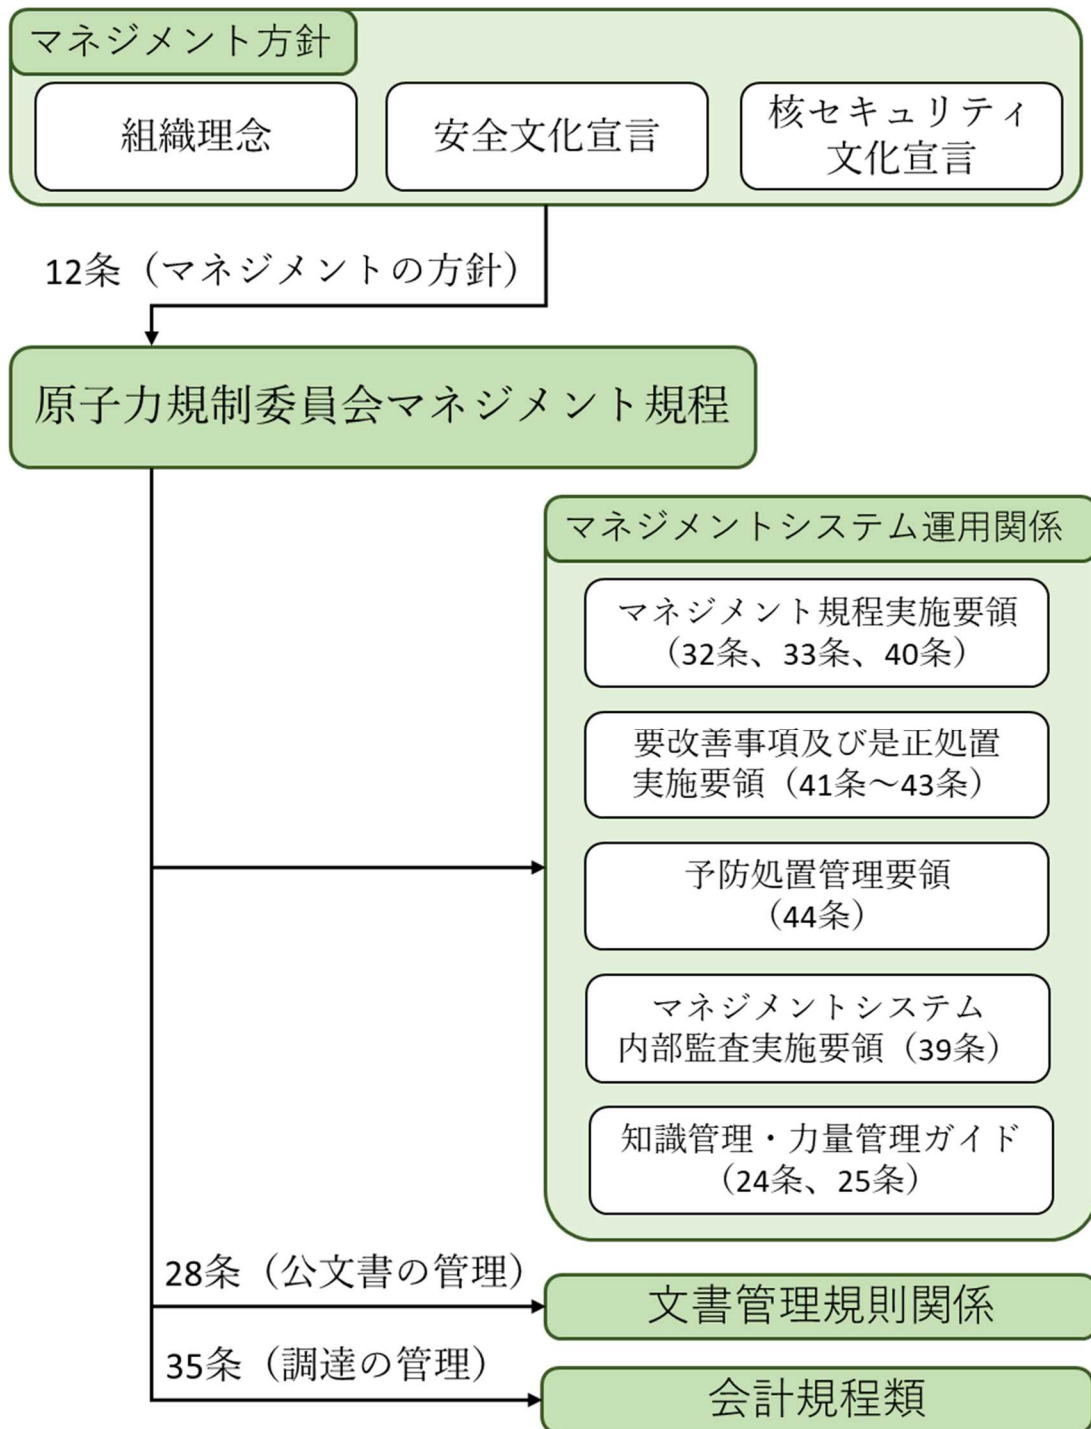 マネジメント方針
組織理念
安全文化宣言
核セキュリティ
文化宣言
12条（マネジメントの方針）
原子力規制委員会マネジメント規程
マネジメントシステム運用関係
マネジメント規程実施要領
（32条、33条、40条）
要改善事項及び是正処置
実施要領（41条～43条）
予防処置管理要領
（44条）
マネジメントシステム
内部監査実施要領（39条）
知識管理・力量管理ガイド
（24条、25条）
28条（公文書の管理）
文書管理規則関係
35条（調達の管理）
会計規程類